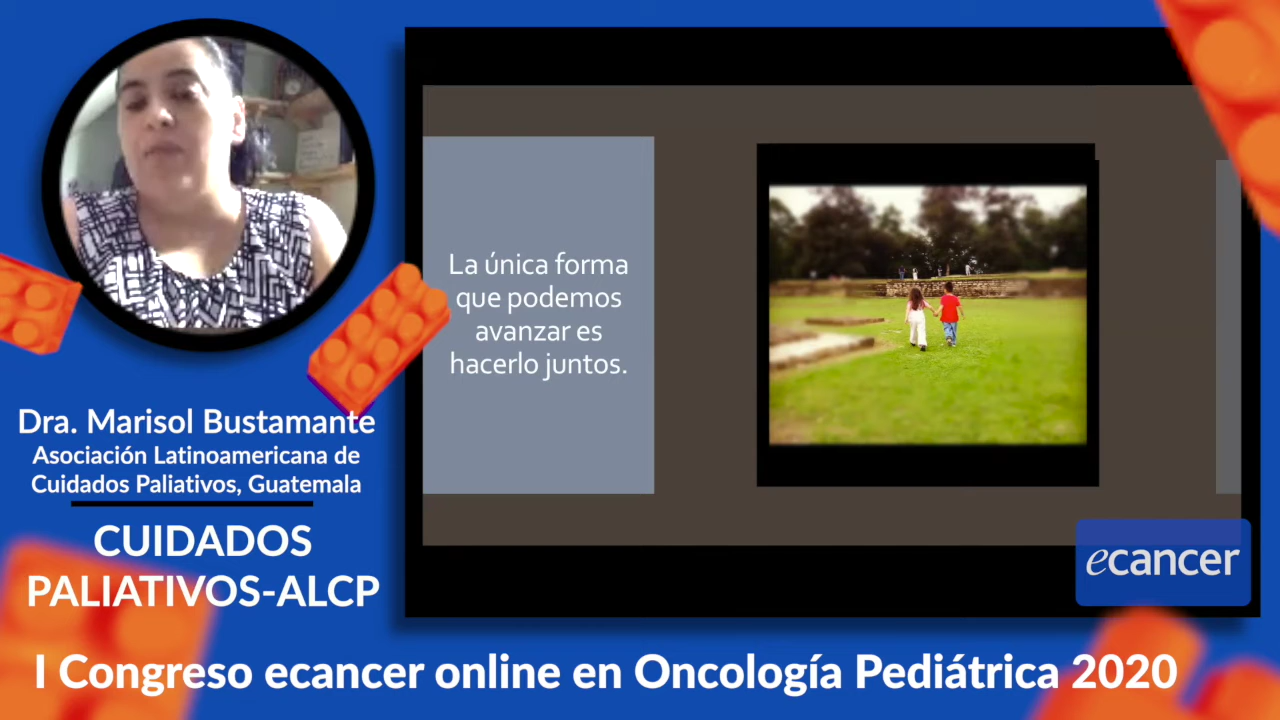 La única forma
que podemos
avanzar es
hacerlo juntos.
Dra. Marisol Bustamante
Asociación Latinoamericana de
Cuidados Paliativos, Guatemala
CUIDADOS
PALIATIVOS-ALCP
ecancer
I Congreso ecancer online en Oncología Pediátrica 2020